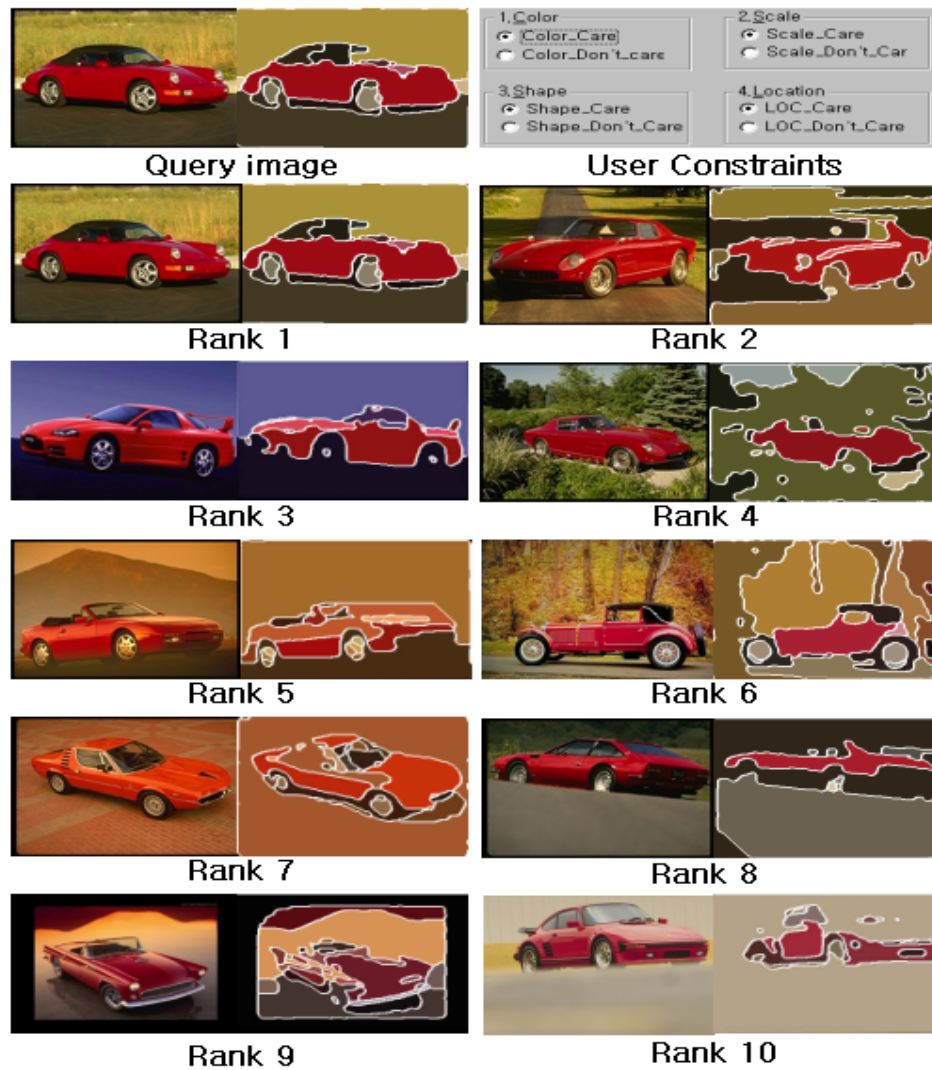 1.Color
Color_Care
Color_Don't_care
2.Scale
Scale_Care
Scale_Don't_Car
3.Shape
Shape_Care
Shape_Don't_Care
4.Location
LOC_Care
LOC_Don't_Care
Query image
User Constraints
Rank 1
Rank 2
Rank 3
Rank 4
Rank 5
Rank 6
Rank 7
Rank 8
Rank 9
Rank 10